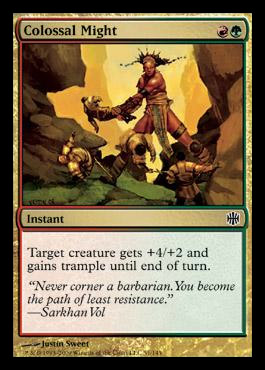 Colossal Might
Instant
Target creature gets +4/+2 and
gains trample until end of turn.
“Never corner a barbarian. You become
the path of least resistance.”
—Sarkhan Vol
Justin Sweet